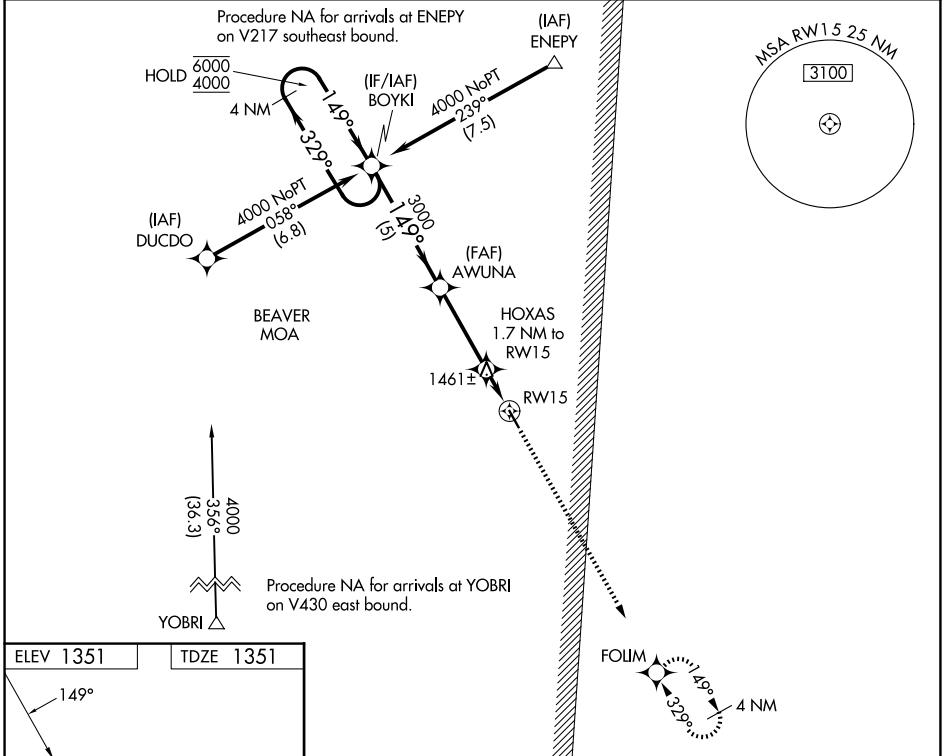 Procedure NA for arrivals at ENEPY
on V217 southeast bound.
(IAF)
ENEPY
MSA RW15 25 NM
3100
HOLD 6000
4000
4 NM
149°
329°
(IF/IAF)
BOYKI
4000 NoPT
239°
(7.5)
4000 NoPT
058°
(6.8)
(IAF)
DUCDO
3000
149°
(5)
(FAF)
AWUNA
BEAVER
MOA
HOXAS
1.7 NM to
RW15
1461±
RW15
4000
356°
(36.3)
Procedure NA for arrivals at YOBRI
on V430 east bound.
YOBRI
FOLIM
149°
329°
4 NM
ELEV 1351
TDZE 1351
149°